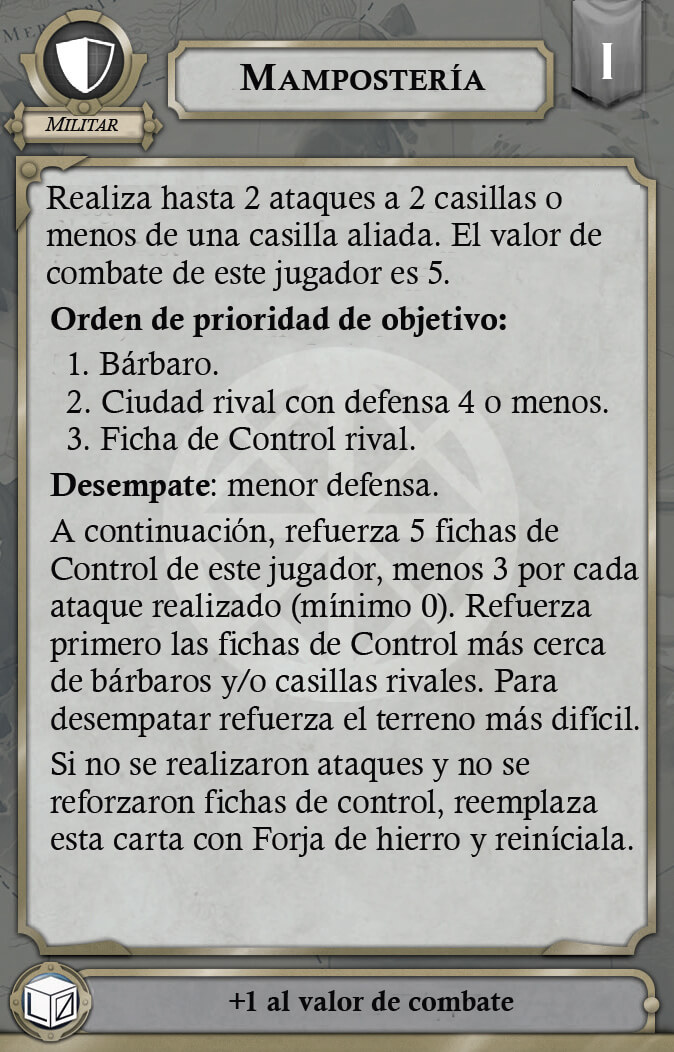 MAMPOSTERÍA
I
MILITAR
Realiza hasta 2 ataques a 2 casillas o
menos de una casilla aliada. El valor de
combate de este jugador es 5.
Orden de prioridad de objetivo:
1. Bárbaro.
2. Ciudad rival con defensa 4 o menos.
3. Ficha de Control rival.
Desempate: menor defensa.
A continuación, refuerza 5 fichas de
Control de este jugador, menos 3 por cada
ataque realizado (mínimo 0). Refuerza
primero las fichas de Control más cerca
de bárbaros y/o casillas rivales. Para
desempatar refuerza el terreno más difícil.
Si no se realizaron ataques y no se
reforzaron fichas de control, reemplaza
esta carta con Forja de hierro y reiníciala.
+1 al valor de combate